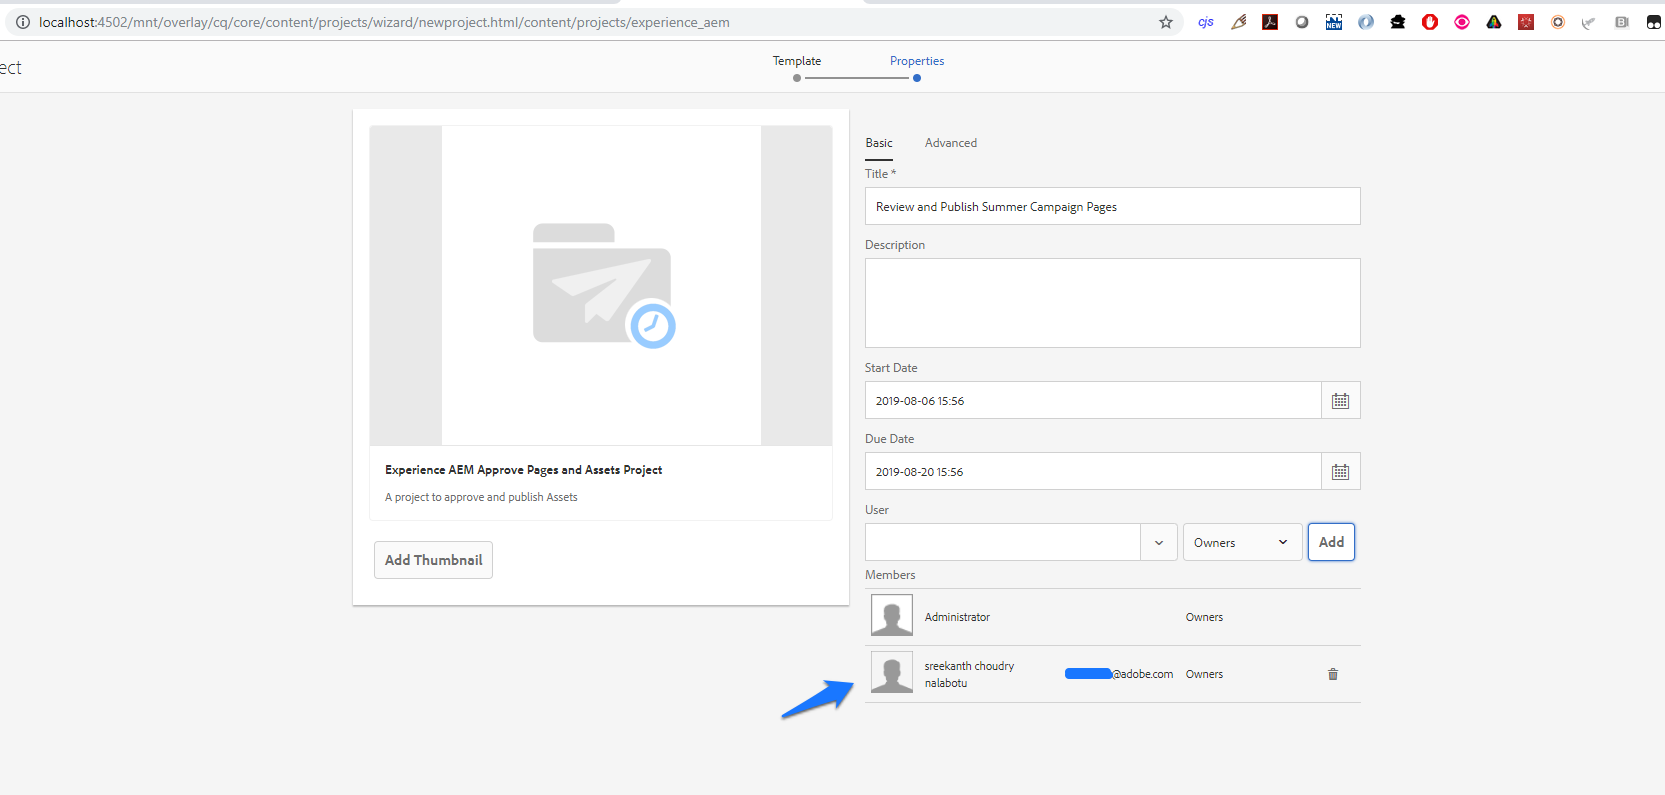 localhost:4502/mnt/overlay/cq/core/content/projects/wizard/newproject.html/content/projects/experience_aem
cjs
NEW
ect
Template
Properties
Basic
Advanced
Title *
Review and Publish Summer Campaign Pages
Description
Start Date
2019-08-06 15:56
Due Date
2019-08-20 15:56
Experience AEM Approve Pages and Assets Project
A project to approve and publish Assets
Add Thumbnail
User
Owners
Add
Members
Administrator
Owners
sreekanth choudry
nalabotu
@adobe.com
Owners